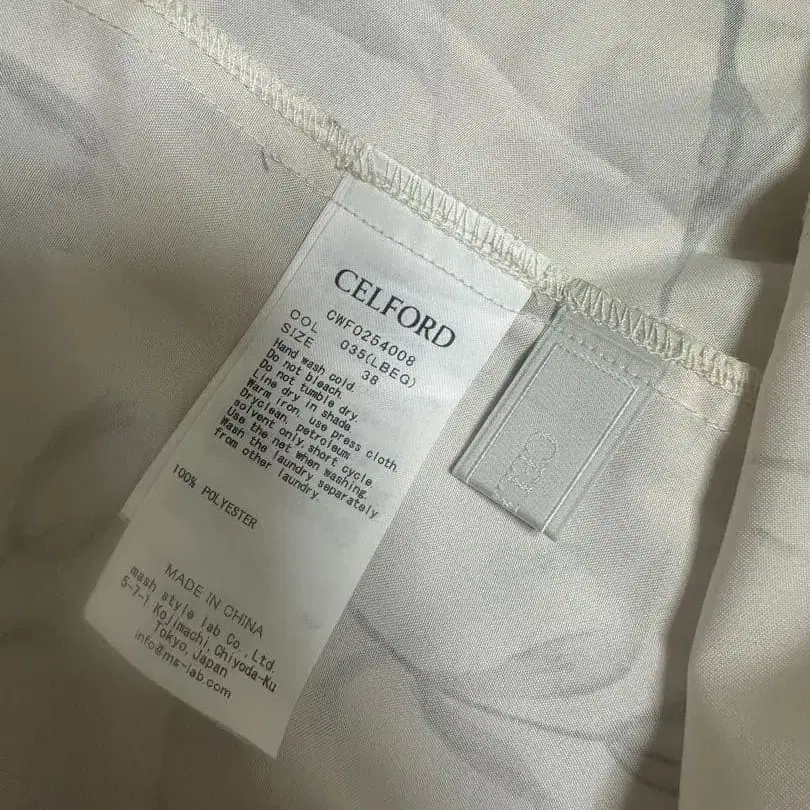 CELFORD
CWFO254008
COL 035(LBEG)
SIZE 38
Hand wash cold.
Do not bleach.
Do not tumble dry.
Line dry in shade.
Warm iron, use press cloth.
Dryclean, petroleum
solvent only, short cycle.
Use the net when washing.
Wash the laundry separately
from other laundry.
100% POLYESTER
MADE IN CHINA
mash style lab Co., Ltd.
5-7-1 Kojimachi, Chiyoda-Ku
Tokyo, Japan
info@ms-lab.com